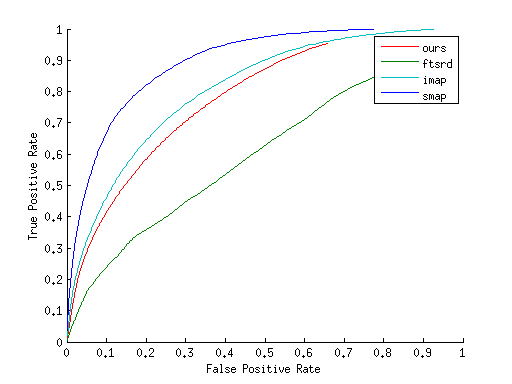 1
0.9
0.8
0.7
0.6
0.5
0.4
0.3
0.2
0.1
0
True Positive Rate
ours
ftsrd
imap
smap
0 0.1 0.2 0.3 0.4 0.5 0.6 0.7 0.8 0.9 1
False Positive Rate